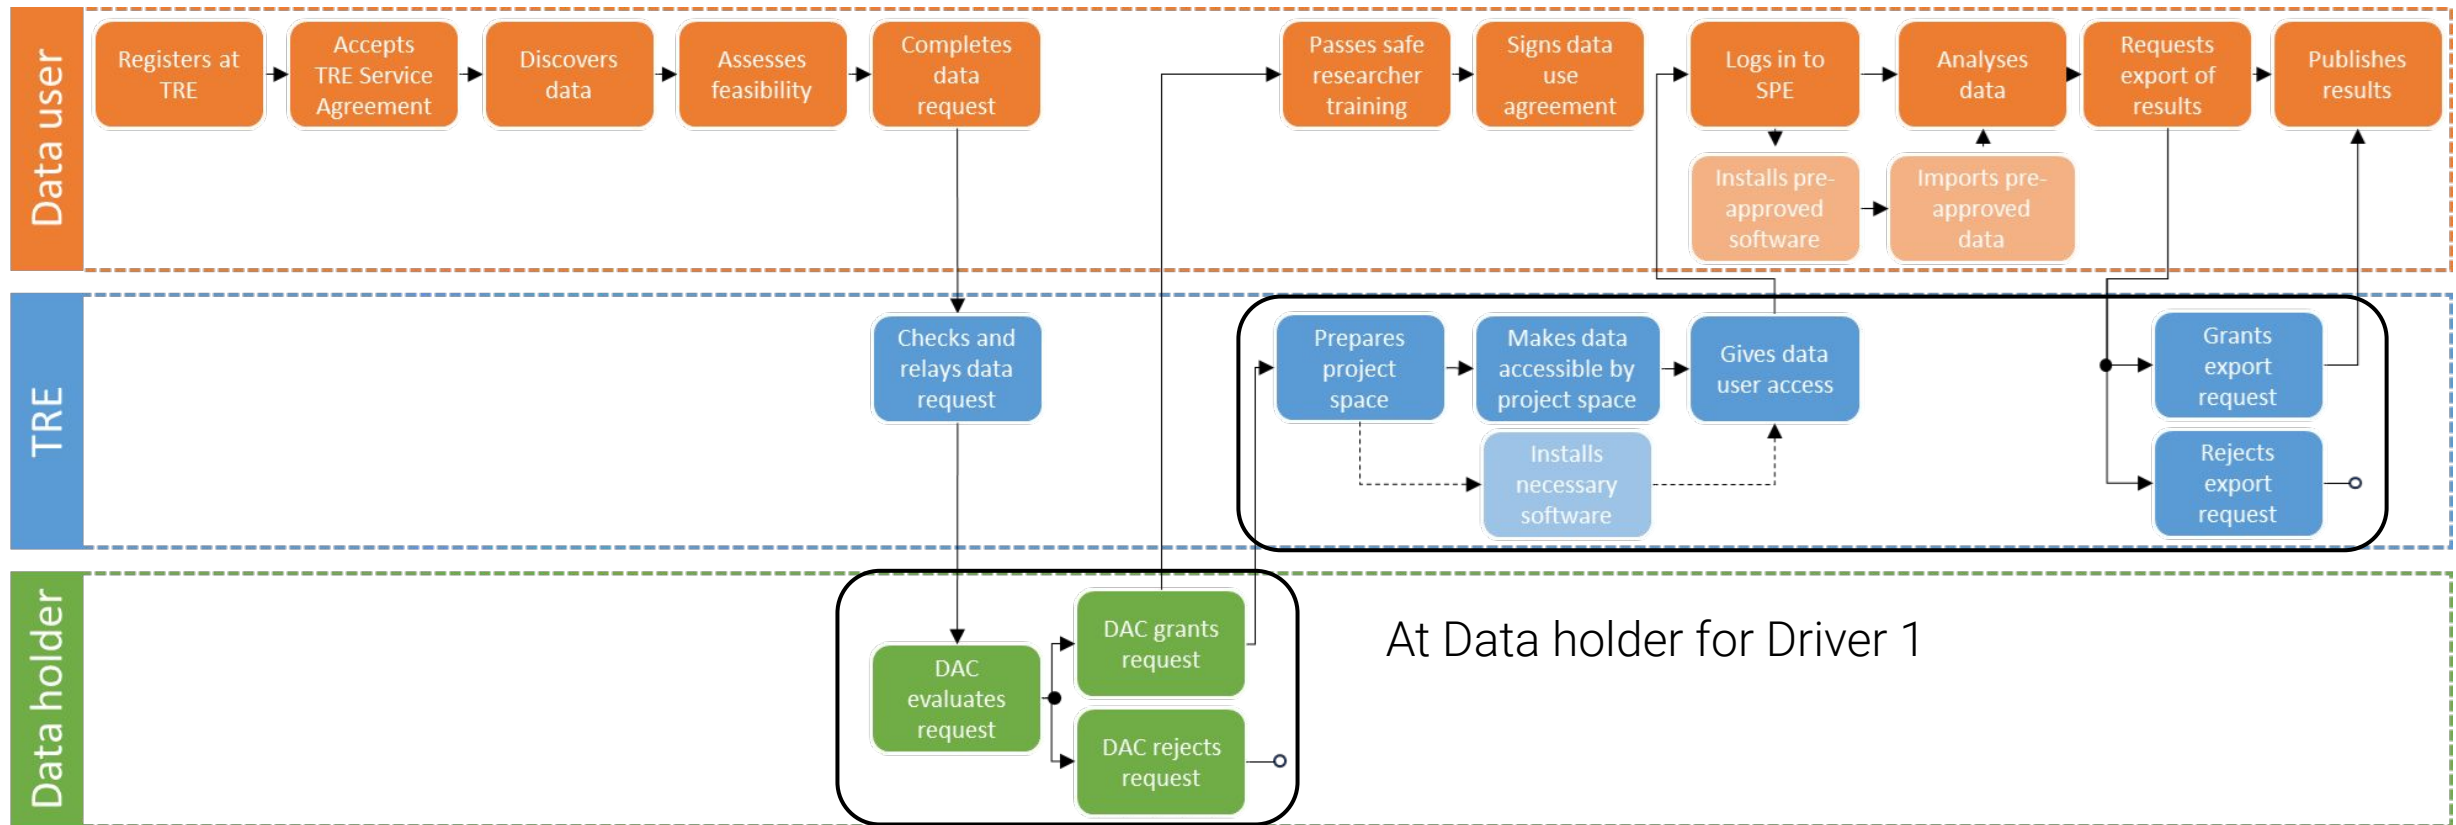 Data user
Registers at
TRE
Accepts
TRE Service
Agreement
Discovers
data
Assesses
feasibility
Completes
data
request
Passes safe
researcher
training
Signs data
use
agreement
Logs in to
SPE
Analyses
data
Requests
export of
results
Publishes
results
Installs pre-
approved
software
Imports pre-
approved
data
TRE
Checks and
relays data
request
Prepares
project
space
Makes data
accessible by
project space
Gives data
user access
Installs
necessary
software
Grants
export
request
Rejects
export
request
Data holder
DAC
evaluates
request
DAC grants
request
DAC rejects
request
At Data holder for Driver 1